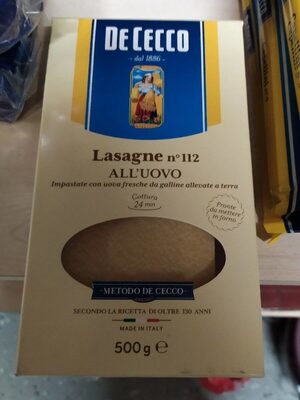 DE CECCO
dal 1886
Lasagne n° 112
ALL'UOVO
Impastate con uova fresche da galline allevate a terra
Cottura
24 min
Pronte
da mettere
in forno
METODO DE CECCO
SECONDO LA RICETTA DI OLTRE 130 ANNI
MADE IN ITALY
500g ℮